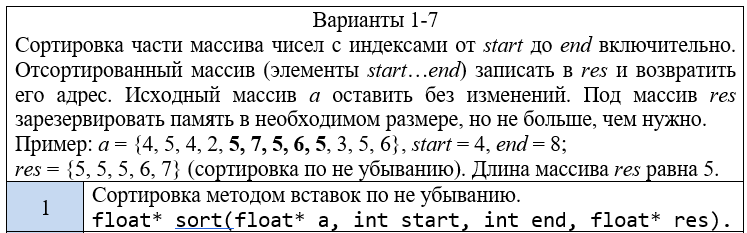 Варианты 1-7
Сортировка части массива чисел с индексами от start до end включительно.
Отсортированный массив (элементы start…end) записать в res и возвратить
его адрес. Исходный массив a оставить без изменений. Под массив res
зарезервировать память в необходимом размере, но не больше, чем нужно.
Пример: a = {4, 5, 4, 2, 5, 7, 5, 6, 5, 3, 5, 6}, start = 4, end = 8;
res = {5, 5, 5, 6, 7} (сортировка по не убыванию). Длина массива res равна 5.
1
Сортировка методом вставок по не убыванию.
float* sort(float* a, int start, int end, float* res).